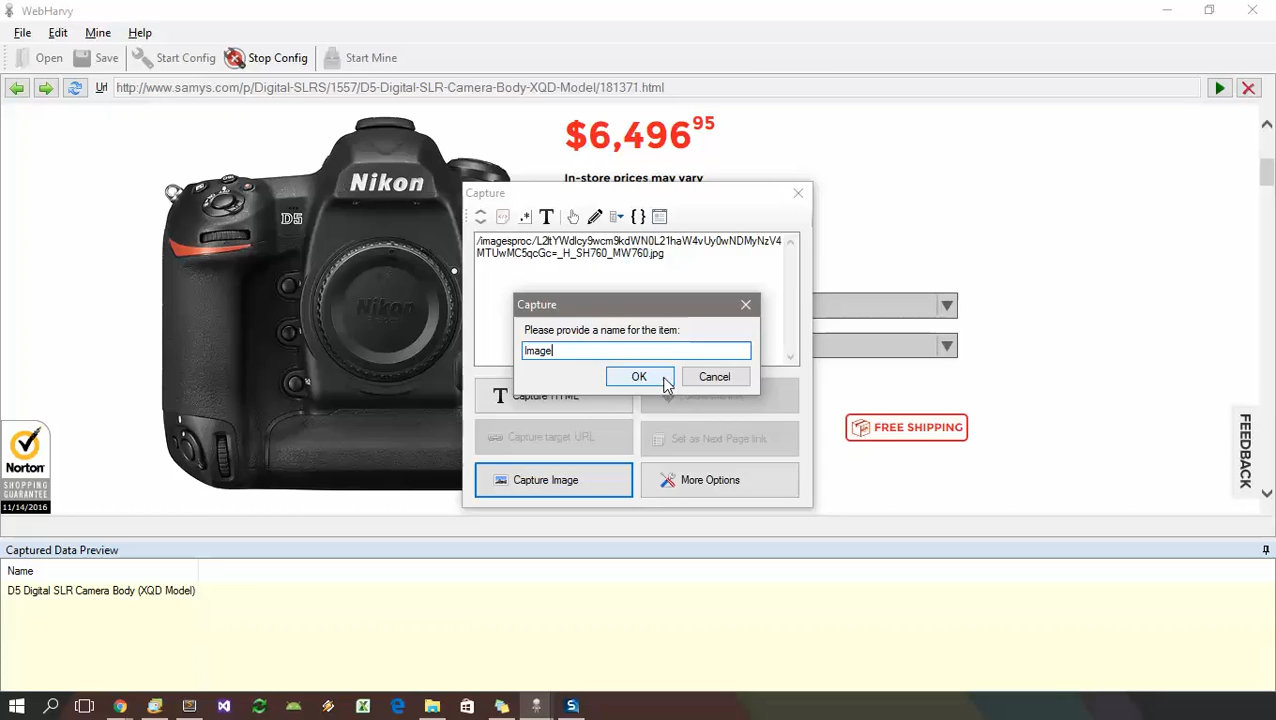 WebHarvy
File Edit Mine Help
Open Save Start Config Stop Config Start Mine
Url http://www.samys.com/p/Digital-SLRS/1557/D5-Digital-SLR-Camera-Body-XQD-Model/181371.html
$6,496 95
In-store prices may vary
Nikon
D5
Nikon
Capture
T { }
/imagesproc/L2ltYWdlcy9wcm9kdWN0L21haW4vUy0wNDMyNzV4
MTUwMC5qcGc=_H_SH760_MW760.jpg
Capture
Please provide a name for the item:
Image
OK Cancel
T Capture HTML
Capture target URL Set as Next Page link
Capture Image More Options
FREE SHIPPING
FEEDBACK
Norton
SHOPPING
GUARANTEE
11/14/2016
Captured Data Preview
Name
D5 Digital SLR Camera Body (XQD Model)